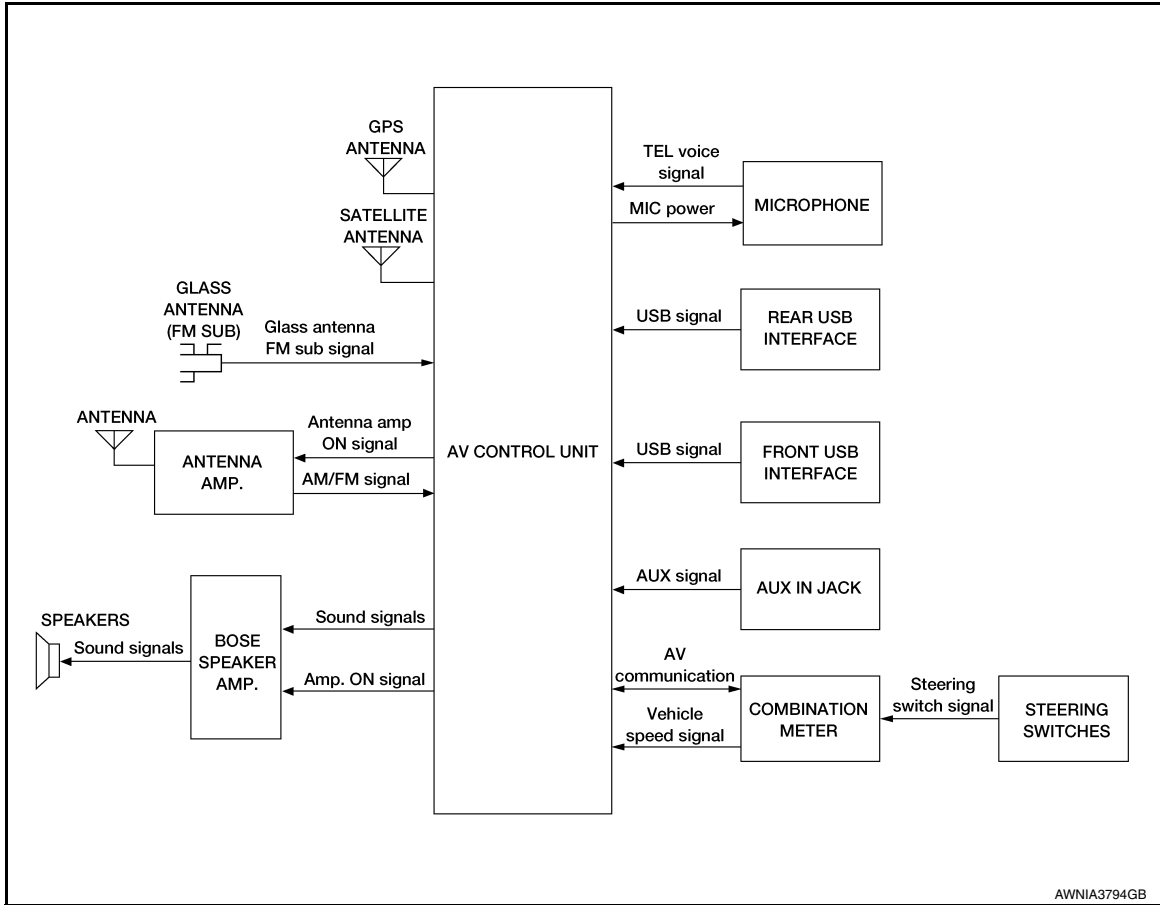 GPS
ANTENNA
SATELLITE
ANTENNA
GLASS
ANTENNA
(FM SUB)
Glass antenna
FM sub signal
ANTENNA
ANTENNA
AMP.
Antenna amp
ON signal
AM/FM signal
SPEAKERS
Sound signals
BOSE
SPEAKER
AMP.
Sound signals
Amp. ON signal
AV CONTROL UNIT
TEL voice
signal
MIC power
MICROPHONE
USB signal
REAR USB
INTERFACE
USB signal
FRONT USB
INTERFACE
AUX signal
AUX IN JACK
AV
communication
Vehicle
speed signal
COMBINATION
METER
Steering
switch signal
STEERING
SWITCHES
AWNIA3794GB